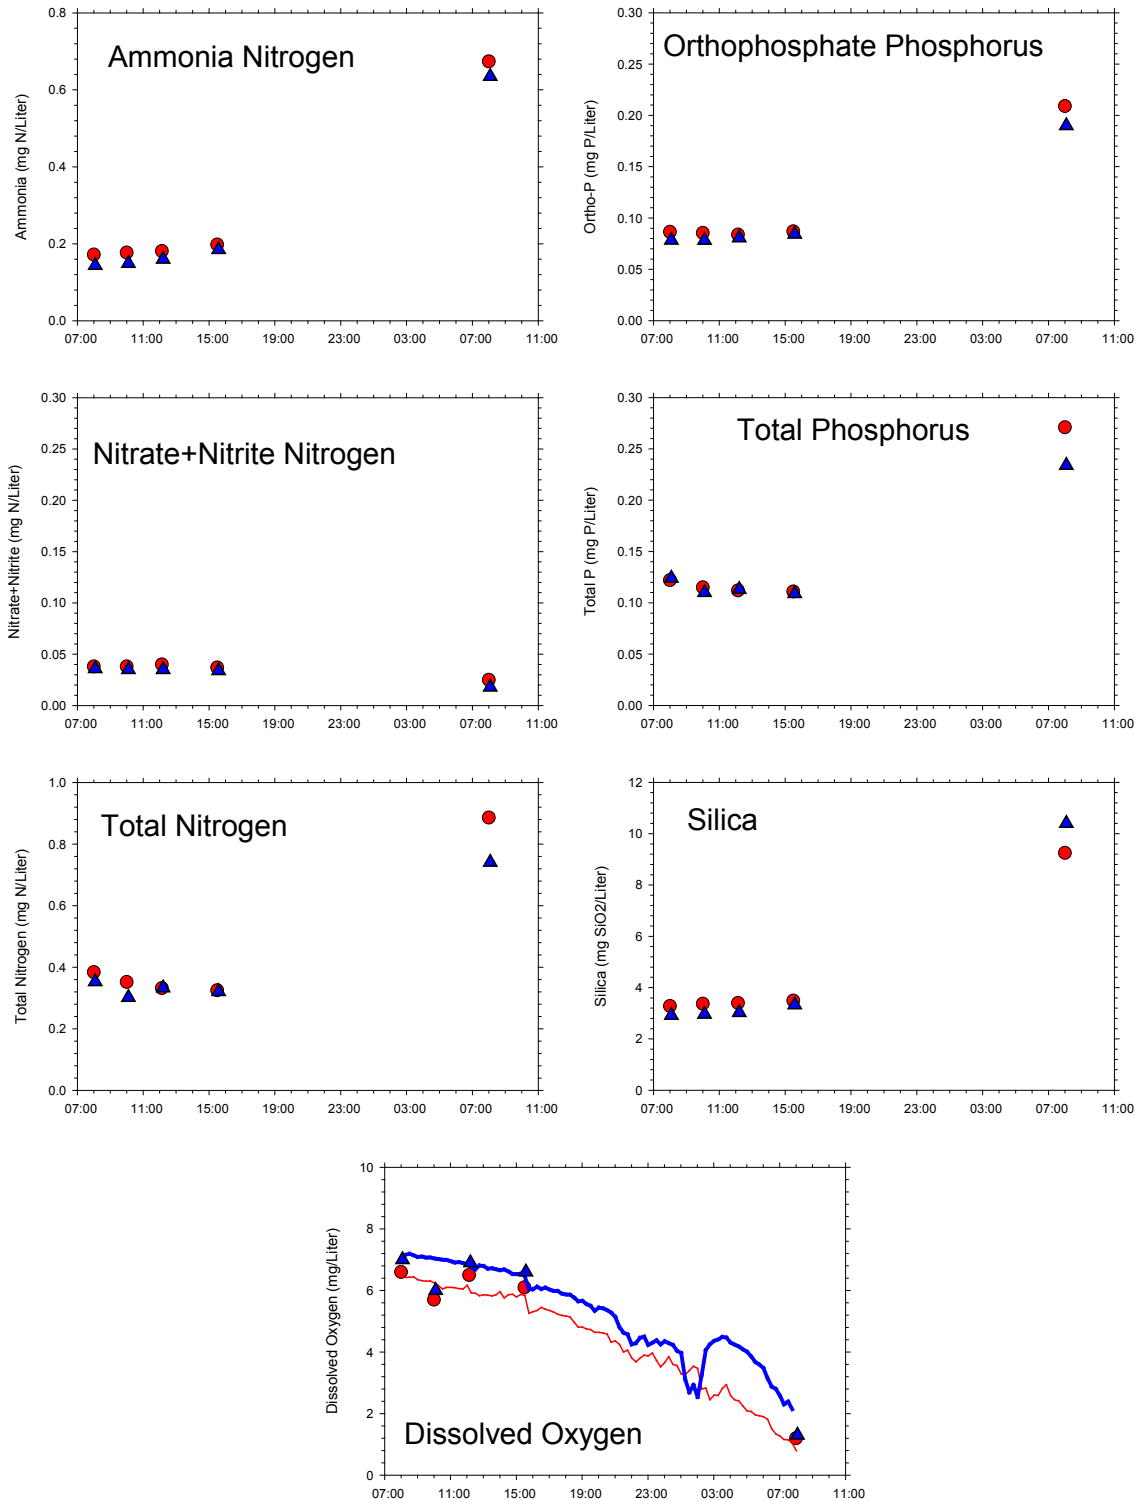 Ammonia Nitrogen
Ammonia (mg N/Liter)
0.8
0.6
0.4
0.2
0.0
07:00 11:00 15:00 19:00 23:00 03:00 07:00 11:00
Orthophosphate Phosphorus
Ortho-P (mg P/Liter)
0.30
0.25
0.20
0.15
0.10
0.05
0.00
07:00 11:00 15:00 19:00 23:00 03:00 07:00 11:00
Nitrate+Nitrite Nitrogen
Nitrate+Nitrite (mg N/Liter)
0.30
0.25
0.20
0.15
0.10
0.05
0.00
07:00 11:00 15:00 19:00 23:00 03:00 07:00 11:00
Total Phosphorus
Total P (mg P/Liter)
0.30
0.25
0.20
0.15
0.10
0.05
0.00
07:00 11:00 15:00 19:00 23:00 03:00 07:00 11:00
Total Nitrogen
Total Nitrogen (mg N/Liter)
1.0
0.8
0.6
0.4
0.2
0.0
07:00 11:00 15:00 19:00 23:00 03:00 07:00 11:00
Silica
Silica (mg SiO2/Liter)
12
10
8
6
4
2
0
07:00 11:00 15:00 19:00 23:00 03:00 07:00 11:00
Dissolved Oxygen
Dissolved Oxygen (mg/Liter)
10
8
6
4
2
0
07:00 11:00 15:00 19:00 23:00 03:00 07:00 11:00